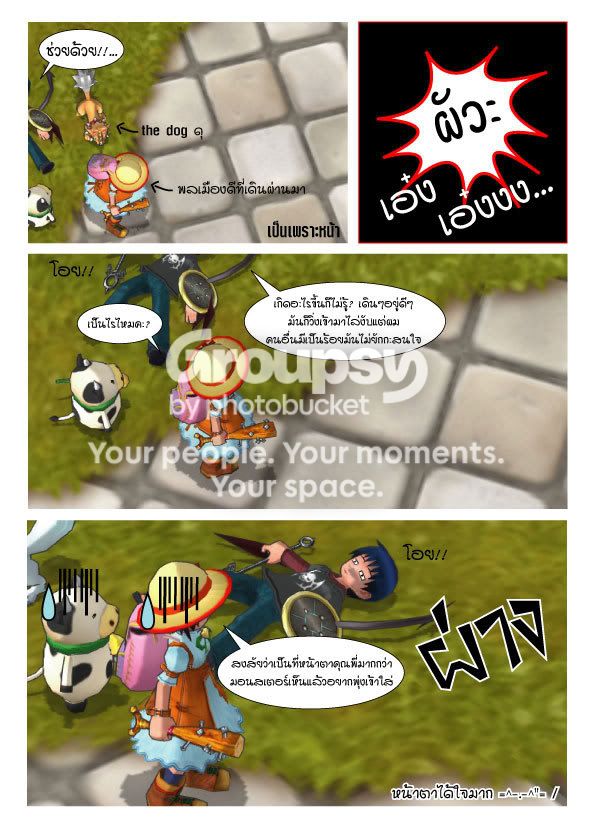 ช่วยด้วย!!...
the dog ๆ
พลเมืองดีที่เดินผ่านมา
เป็นเพราะหน้า
ผัวะ
เอ๋ง
เอ๋งงง...
โอย!!
เกิดอะไรขึ้นก็ไม่รู้? เดินๆอยู่ดีๆ
มันก็วิ่งเข้ามาไล่งับแต่ผม
คนอื่นมีเป็นร้อยมันไม่ยักกะสนใจ
เป็นไรไหมคะ?
Groupsy
by photobucket
Your people. Your moments.
Your space.
โอย!!
ผ่าง
สงสัยว่าเป็นที่หน้าตาคุณพี่มากกว่า
มอนสเตอร์เห็นแล้วอยากพุ่งเข้าใส่
หน้าตาได้ใจมาก =^-.-^"= /